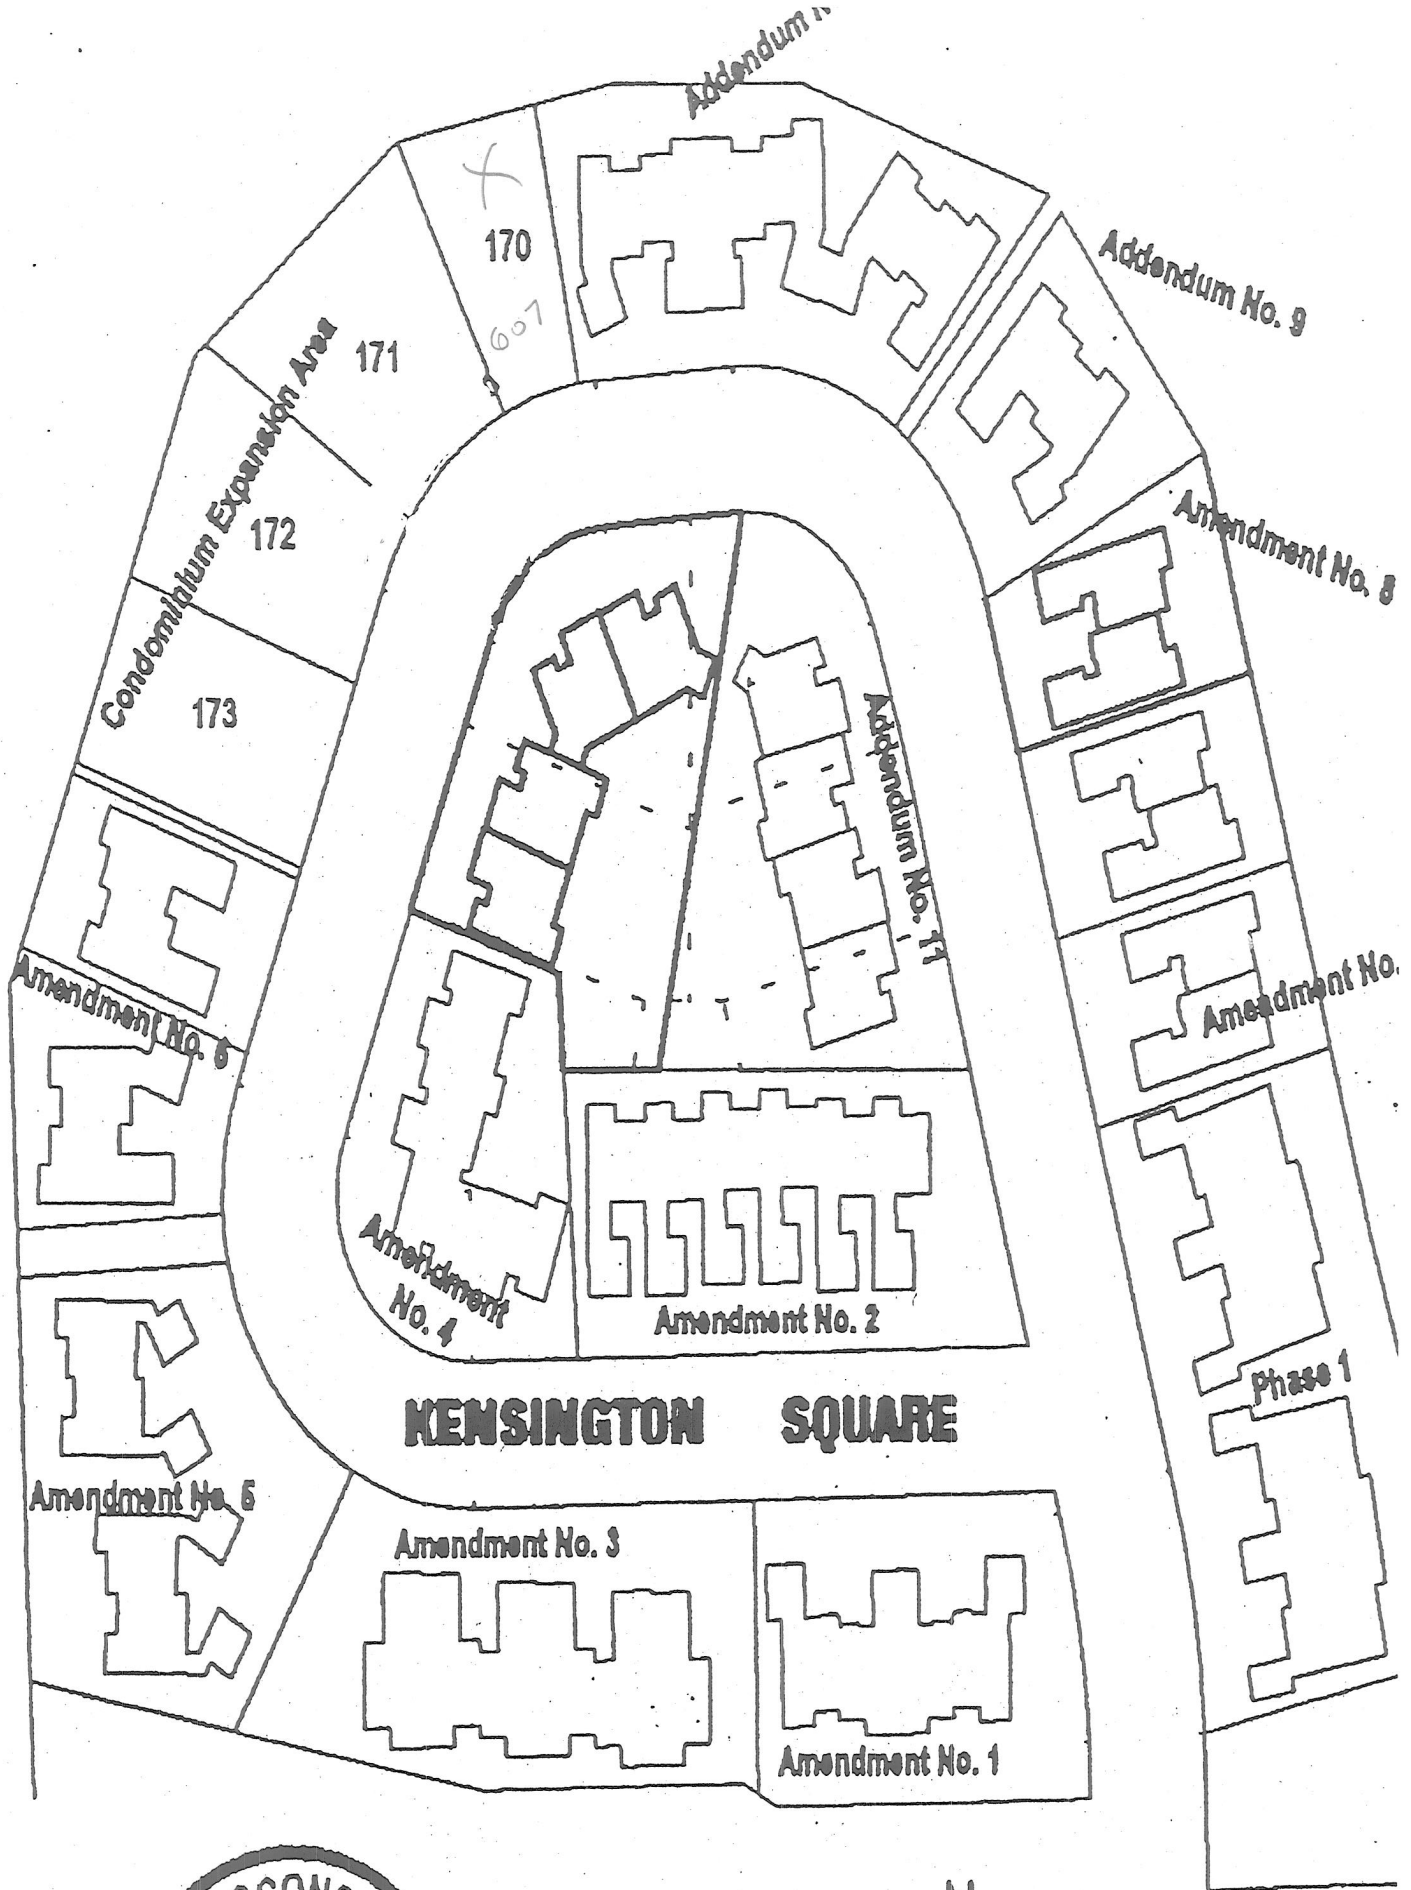 Addendum
170
607
171
Addendum No. 9
Condominium Expansion Area
172
Amendment No. 8
173
Addendum No. 11
Amendment No. 6
Amendment No.
Amendment
No. 4
Amendment No. 2
Phase 1
KENSINGTON SQUARE
Amendment No. 5
Amendment No. 3
Amendment No. 1